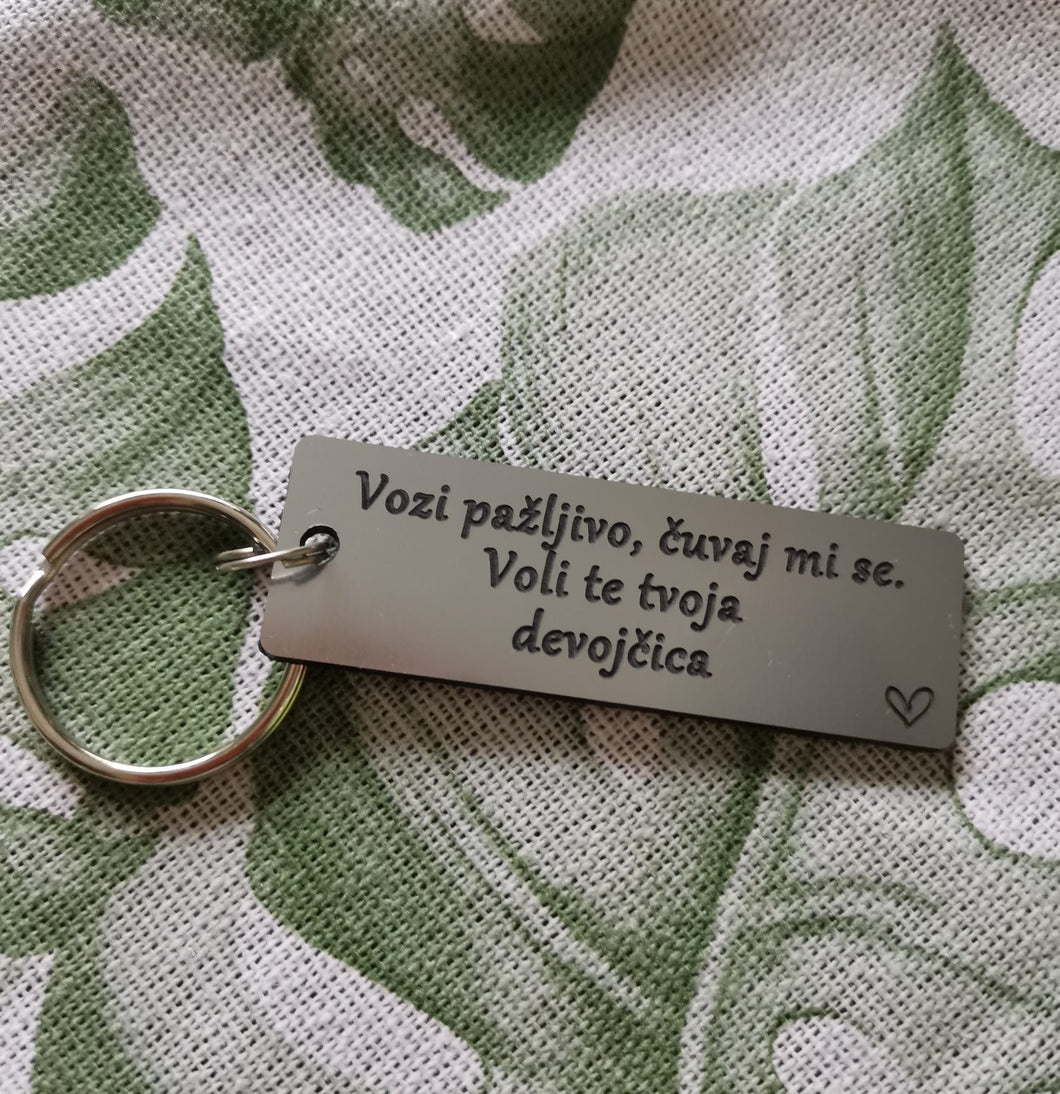 Vozi pažljivo, čuvaj mi se.
Voli te tvoja
devojčica